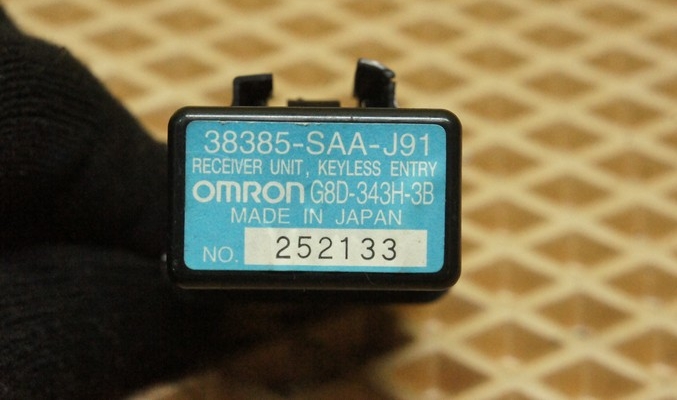 38385-SAA-J91
RECEIVER UNIT, KEYLESS ENTRY
OMRON G8D-343H-3B
MADE IN JAPAN
NO. 252133